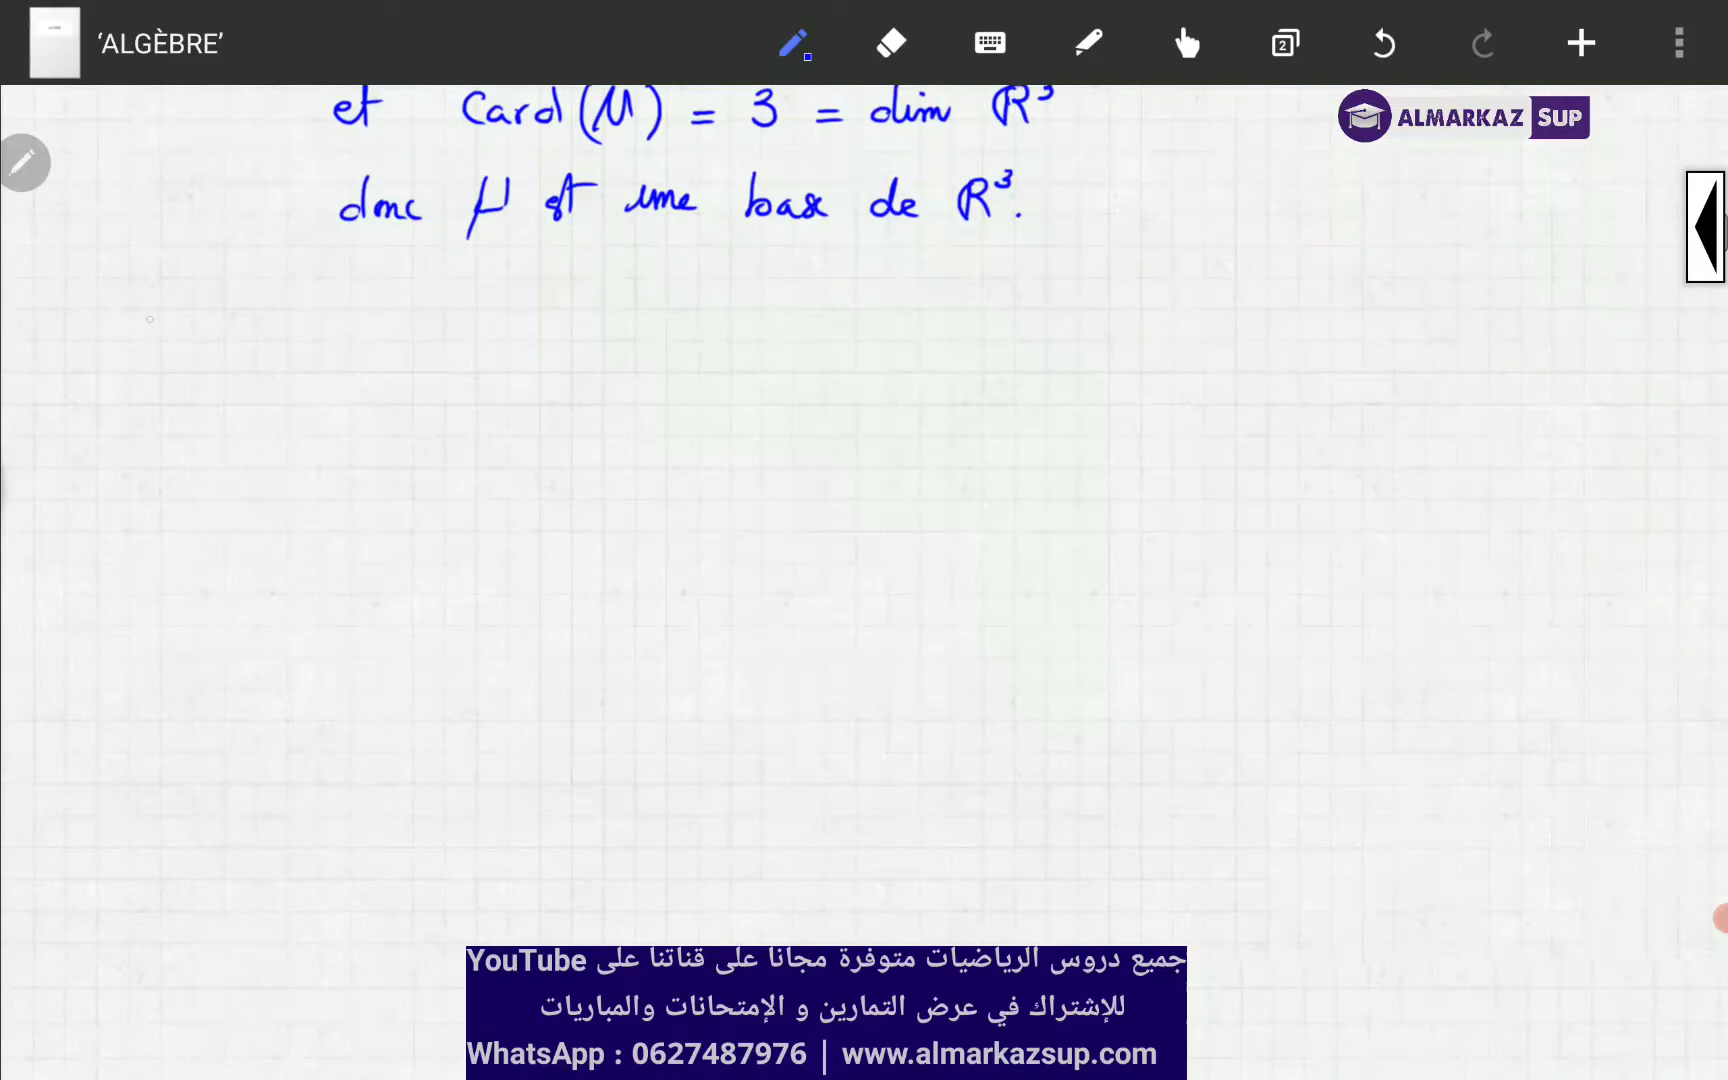 ‘ALGÈBRE’
2
et Card (M) = 3 = dim ℝ³
ALMARKAZ SUP
donc M est une base de ℝ³.
جميع دروس الرياضيات متوفرة مجانا على قناتنا على YouTube
للإشتراك في عرض التمارين و الإمتحانات والمباريات
WhatsApp : 0627487976 | www.almarkazsup.com